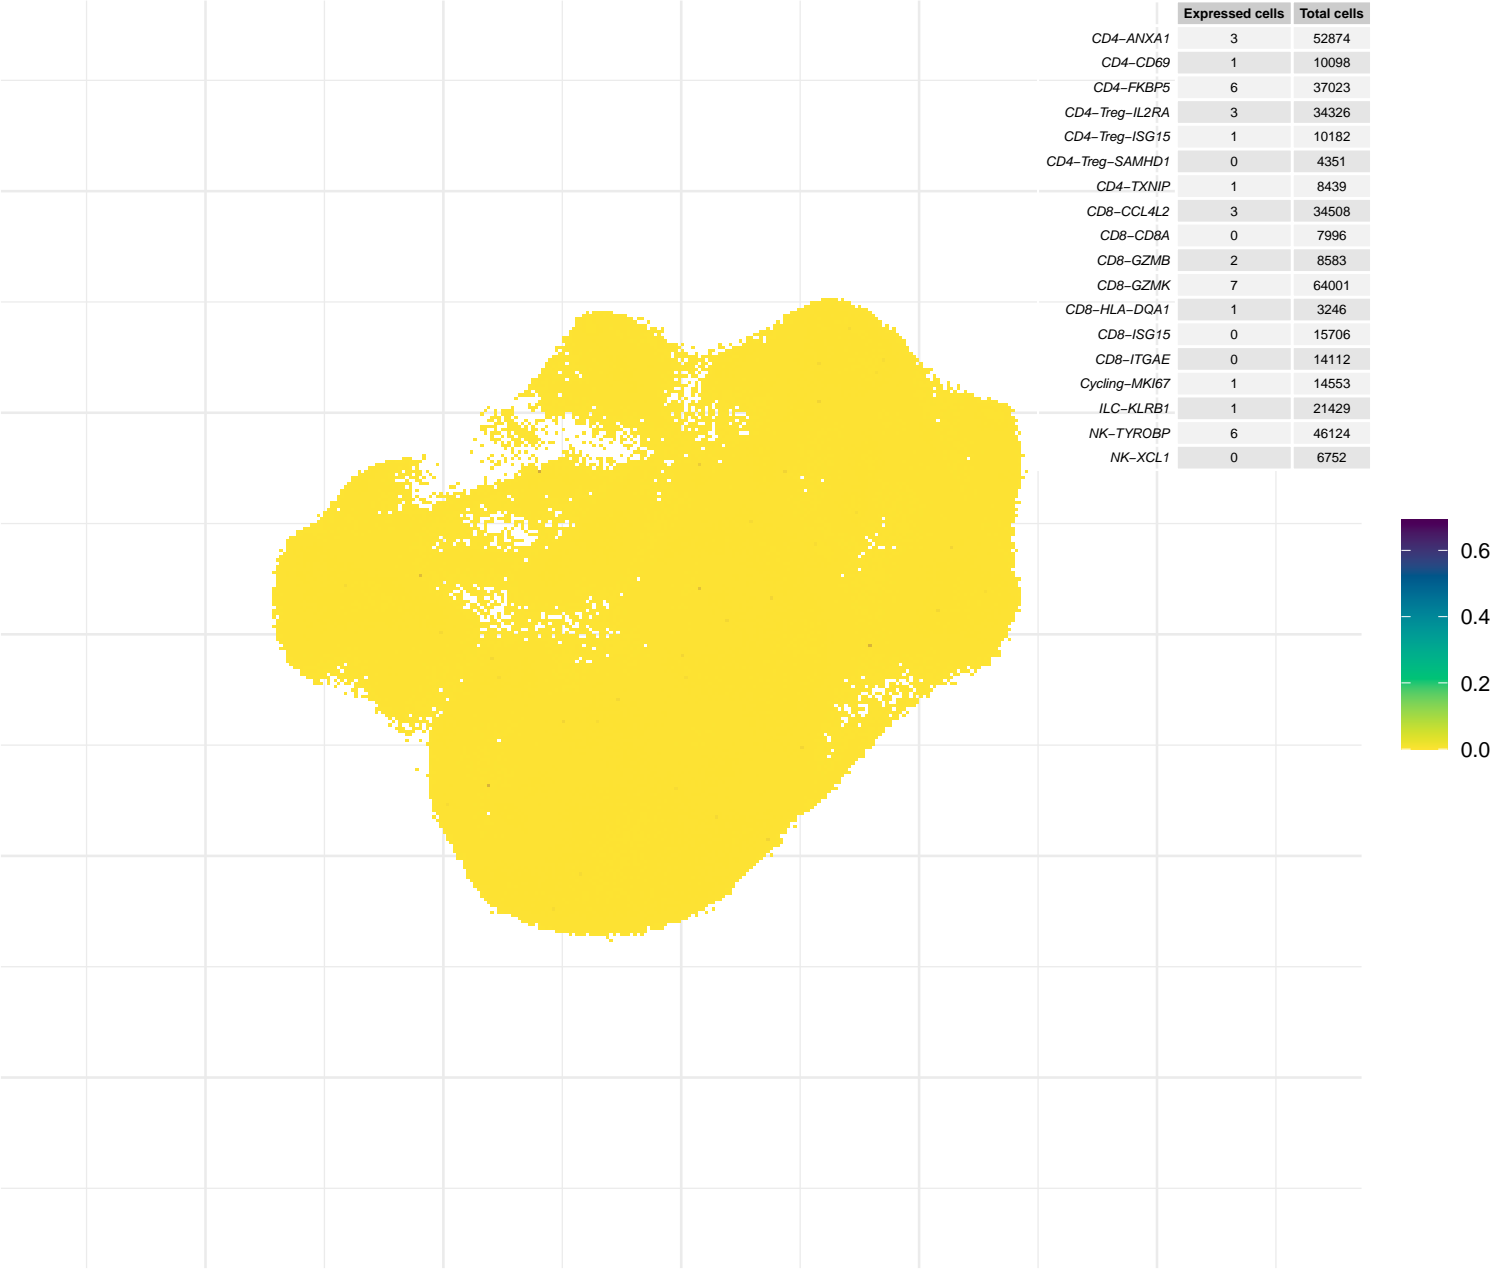 Expressed cells Total cells
CD4−ANXA1 3 52874
CD4−CD69 1 10098
CD4−FKBP5 6 37023
CD4−Treg−IL2RA 3 34326
CD4−Treg−ISG15 1 10182
CD4−Treg−SAMHD1 0 4351
CD4−TXNIP 1 8439
CD8−CCL4L2 3 34508
CD8−CD8A 0 7996
CD8−GZMB 2 8583
CD8−GZMK 7 64001
CD8−HLA−DQA1 1 3246
CD8−ISG15 0 15706
CD8−ITGAE 0 14112
Cycling−MKI67 1 14553
ILC−KLRB1 1 21429
NK−TYROBP 6 46124
NK−XCL1 0 6752
0.6
0.4
0.2
0.0